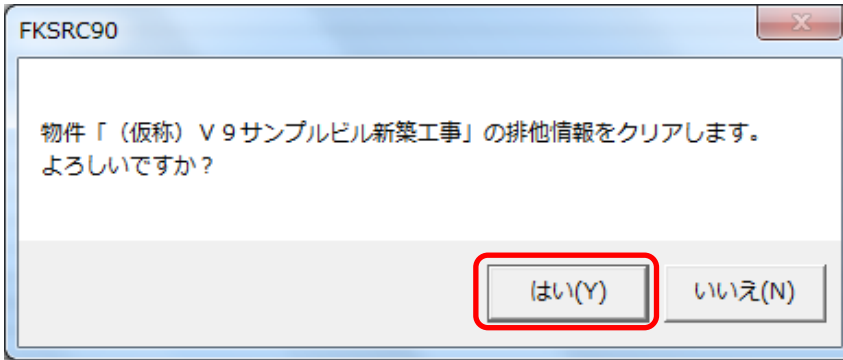 FKSRC90
物件「（仮称）Ｖ９サンプルビル新築工事」の排他情報をクリアします。
よろしいですか？
はい(Y)
いいえ(N)